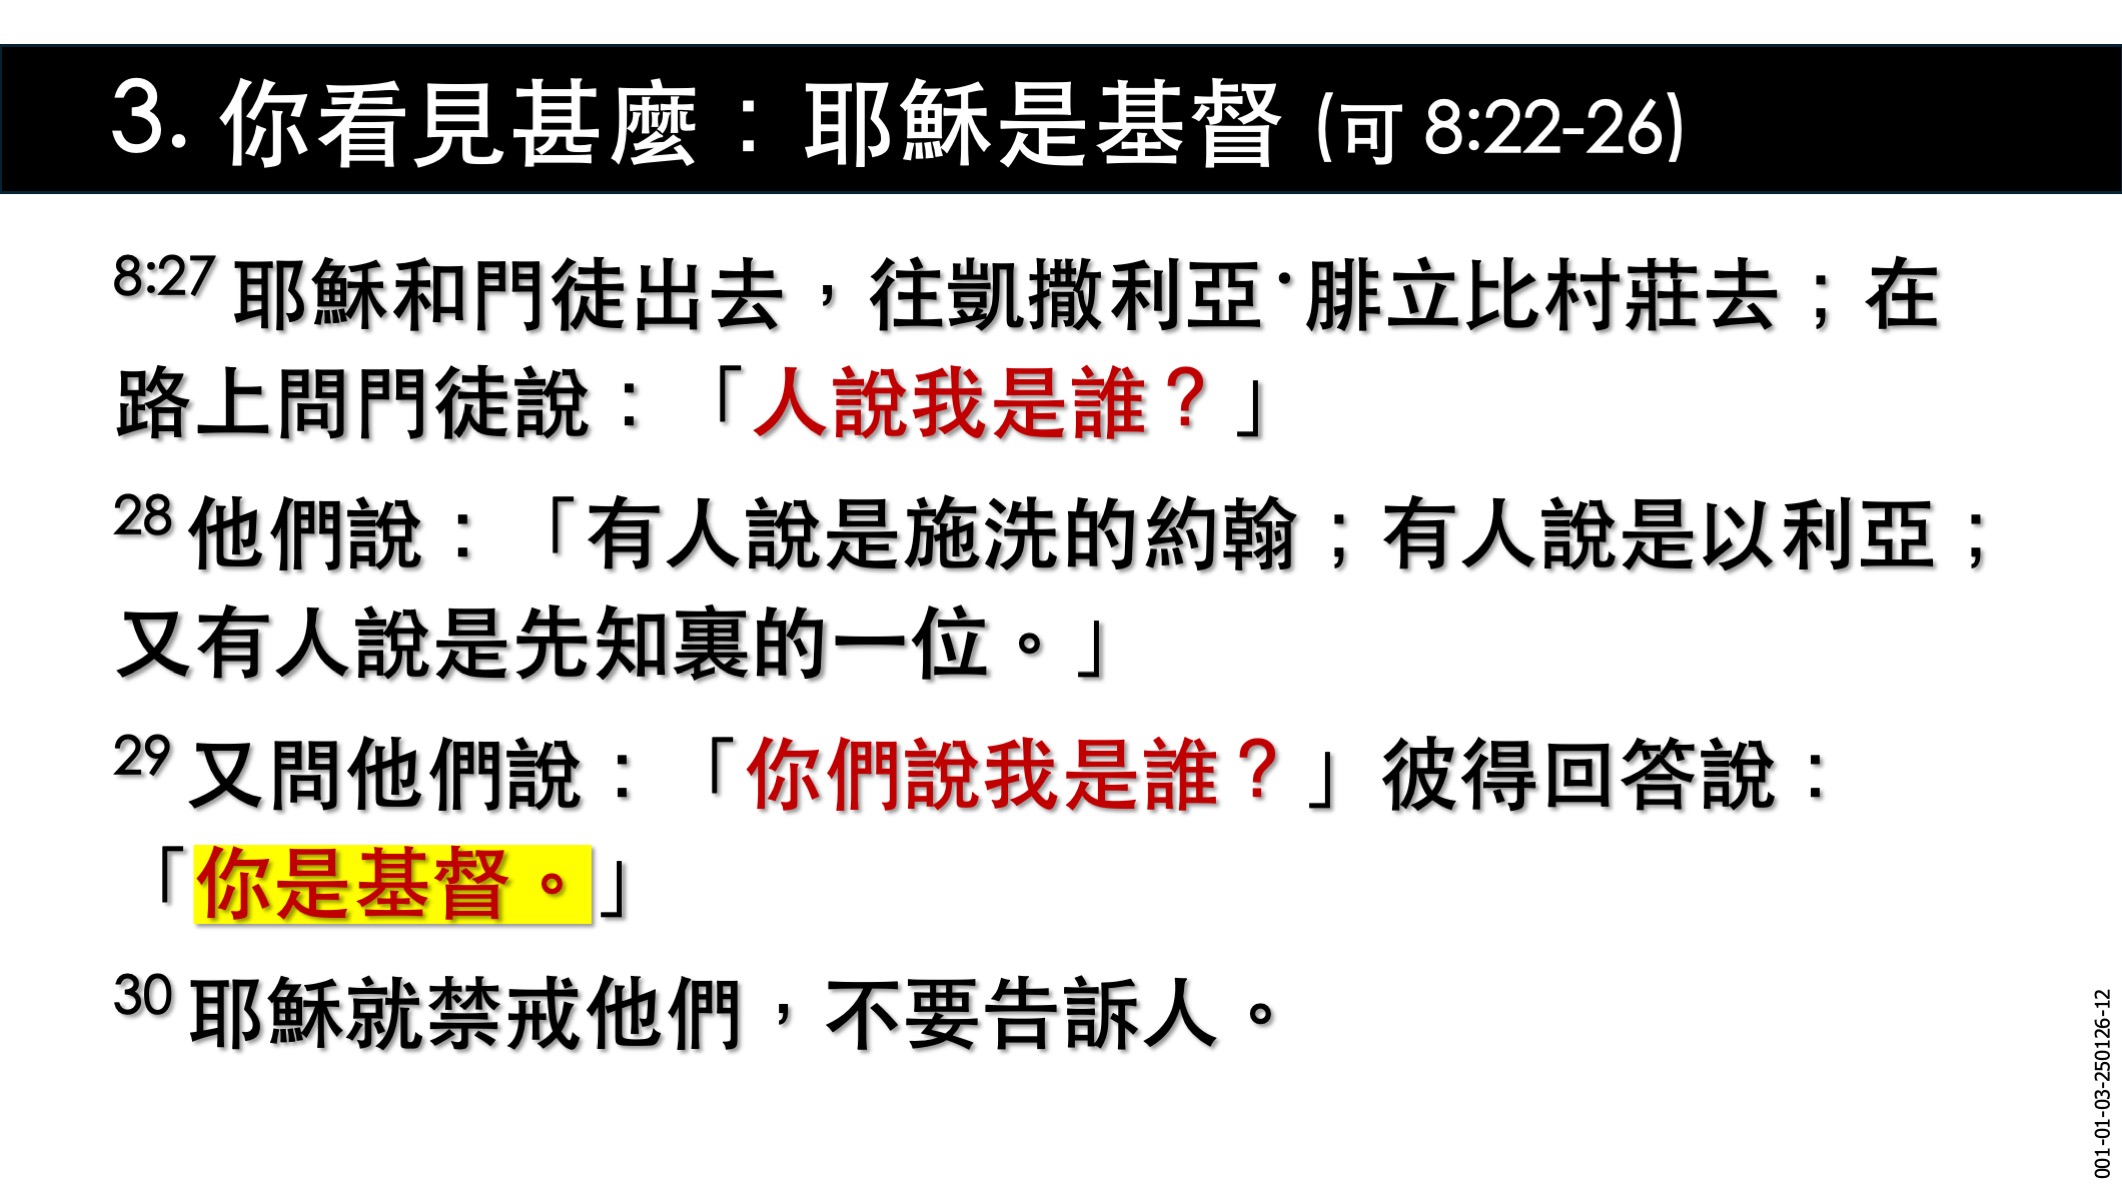 3. 你看見甚麼：耶穌是基督 (可 8:22-26)
8:27 耶穌和門徒出去，往凱撒利亞·腓立比村莊去；在
路上問門徒說：「人說我是誰？」
28 他們說：「有人說是施洗的約翰；有人說是以利亞；
又有人說是先知裏的一位。」
29 又問他們說：「你們說我是誰？」彼得回答說：
「你是基督。」
30 耶穌就禁戒他們，不要告訴人。
001-01-03-250126-12